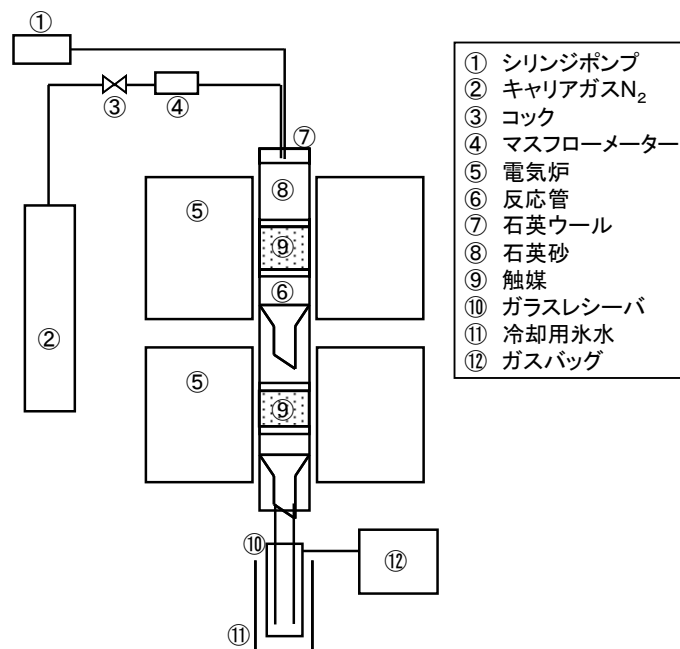 ①
③
④
⑦
⑧
⑤
⑨
⑥
②
⑤
⑨
⑩
⑫
⑪
① シリンジポンプ
② キャリアガスN₂
③ コック
④ マスフローメーター
⑤ 電気炉
⑥ 反応管
⑦ 石英ウール
⑧ 石英砂
⑨ 触媒
⑩ ガラスレシーバ
⑪ 冷却用氷水
⑫ ガスバッグ